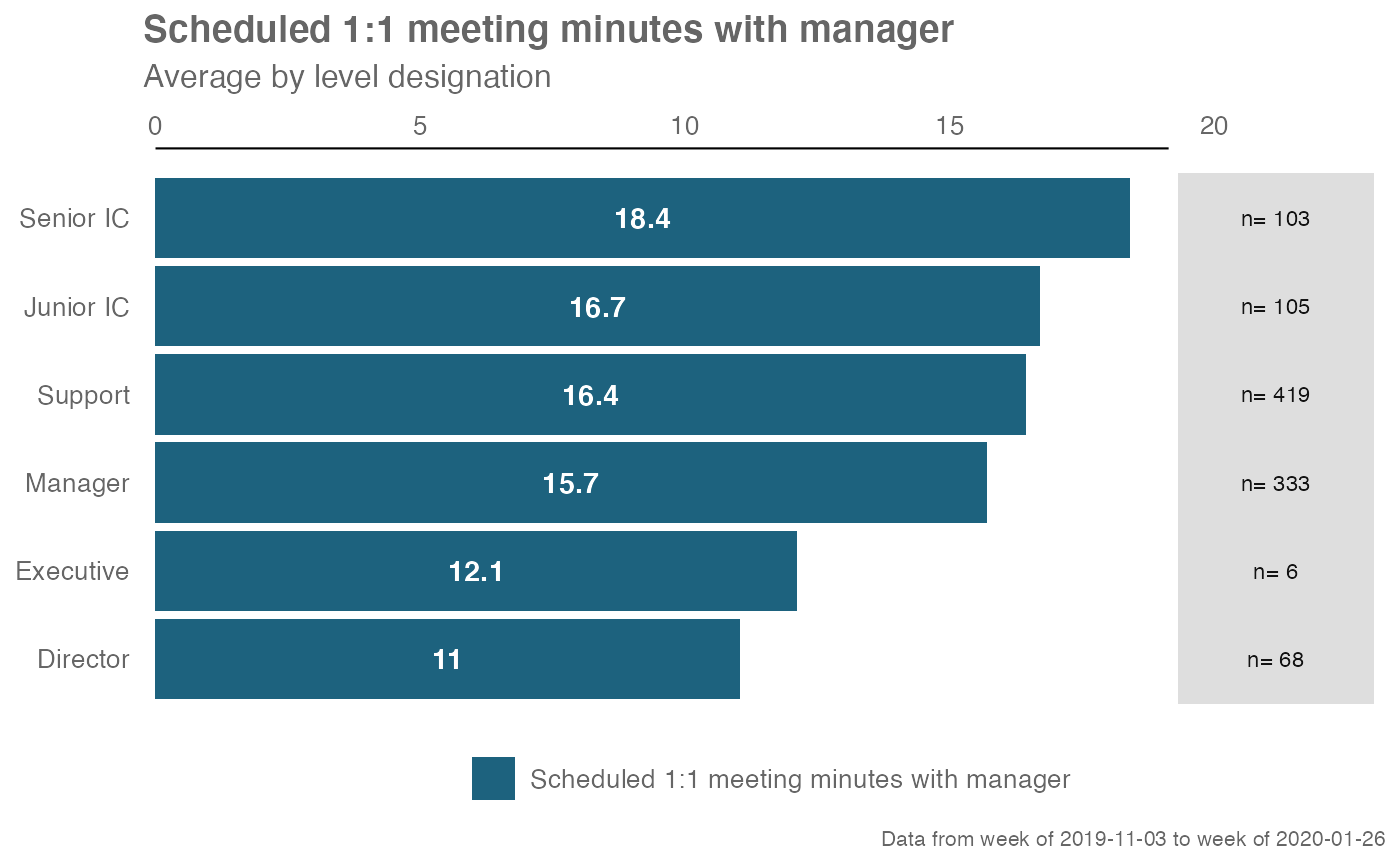 Scheduled 1:1 meeting minutes with manager
Average by level designation
0 5 10 15 20
Senior IC 18.4 n= 103
Junior IC 16.7 n= 105
Support 16.4 n= 419
Manager 15.7 n= 333
Executive 12.1 n= 6
Director 11 n= 68
Scheduled 1:1 meeting minutes with manager
Data from week of 2019-11-03 to week of 2020-01-26